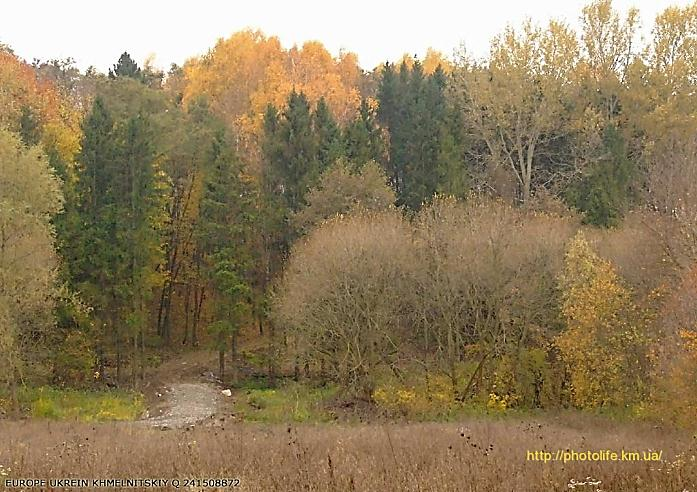 http://photolife.km.ua/
EUROPE UKREIN KHMELNITSKIY Q 241508872